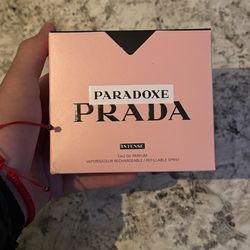 PARADOXE
PRADA
INTENSE
EAU DE PARFUM
VAPORISATEUR RECHARGEABLE / REFILLABLE SPRAY